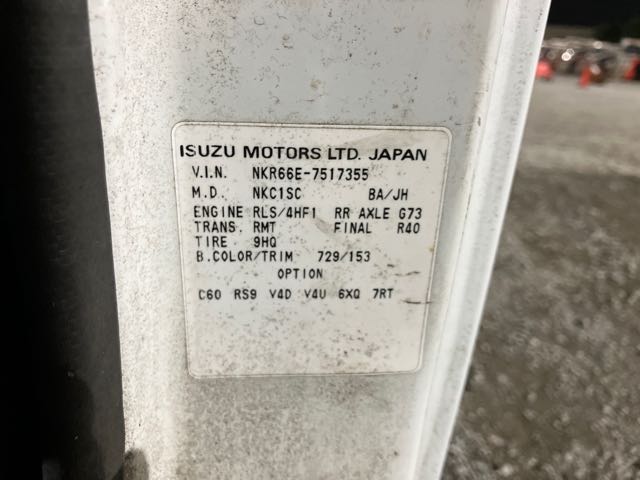 ISUZU MOTORS LTD. JAPAN
V.I.N. NKR66E-7517355
M.D. NKC1SC BA/JH
ENGINE RLS/4HF1 RR AXLE G73
TRANS. RMT FINAL R40
TIRE 9HQ
B.COLOR/TRIM 729/153
OPTION
C60 RS9 V4D V4U 6XQ 7RT